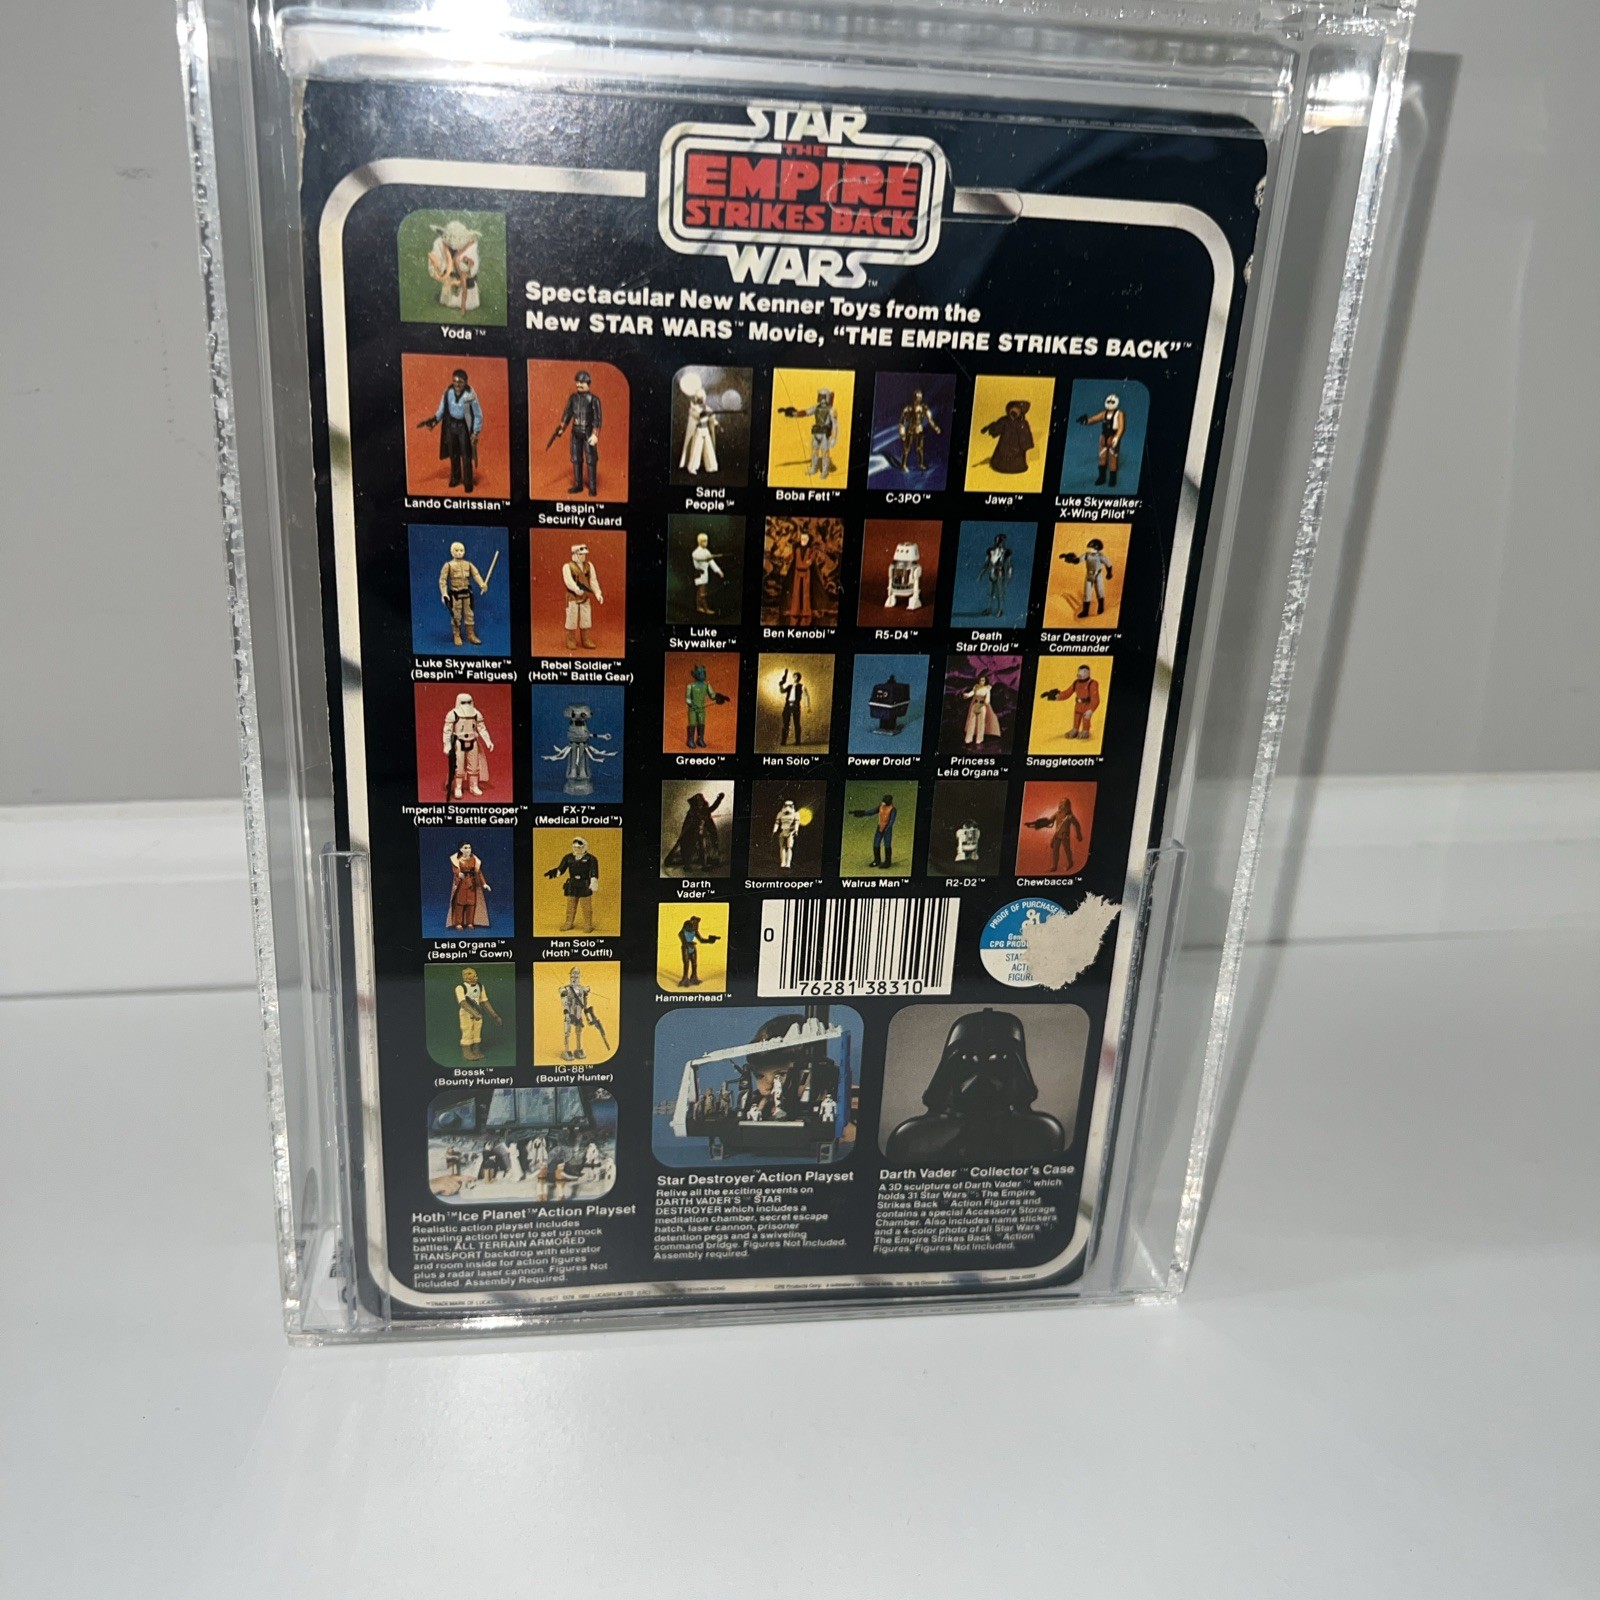 STAR
THE
EMPIRE
STRIKES BACK
WARS™
Spectacular New Kenner Toys from the
New STAR WARS™ Movie, “THE EMPIRE STRIKES BACK”™
Yoda™
Lando Calrissian™
Bespin™
Security Guard
Sand
People™
Boba Fett™
C-3PO™
Jawa™
Luke Skywalker:
X-Wing Pilot™
Luke Skywalker™
(Bespin™ Fatigues)
Rebel Soldier™
(Hoth™ Battle Gear)
Luke
Skywalker™
Ben Kenobi™
R5-D4™
Death
Star Droid™
Star Destroyer™
Commander
Imperial Stormtrooper™
(Hoth™ Battle Gear)
FX-7™
(Medical Droid™)
Greedo™
Han Solo™
Power Droid™
Princess
Leia Organa™
Snaggletooth™
Leia Organa™
(Bespin™ Gown)
Han Solo™
(Hoth™ Outfit)
Darth
Vader™
Stormtrooper™
Walrus Man™
R2-D2™
Chewbacca™
Bossk™
(Bounty Hunter)
IG-88™
(Bounty Hunter)
Hammerhead™
0 76281 38310
PROOF OF PURCHASE
CPG PROD
ACTI
FIGUR
Hoth™ Ice Planet™ Action Playset
Realistic action playset includes
swiveling action lever to set up mock
battles, ALL TERRAIN ARMORED
TRANSPORT backdrop with elevator
and room inside for action figures
plus a radar laser cannon. Figures Not
Included. Assembly Required.
Star Destroyer™ Action Playset
Relive all the exciting events on
DARTH VADER'S™ STAR
DESTROYER which includes a
meditation chamber, secret escape
hatch, laser cannon, prisoner
detention pegs and a swiveling
command bridge. Figures Not Included.
Assembly required.
Darth Vader™ Collector's Case
A 3D sculpture of Darth Vader™ which
holds 31 Star Wars™: The Empire
Strikes Back™ Action Figures and
contains a special Accessory Storage
Chamber. Also includes name stickers
and a 4-color photo of all Star Wars™:
The Empire Strikes Back™ Action
Figures. Figures Not Included.